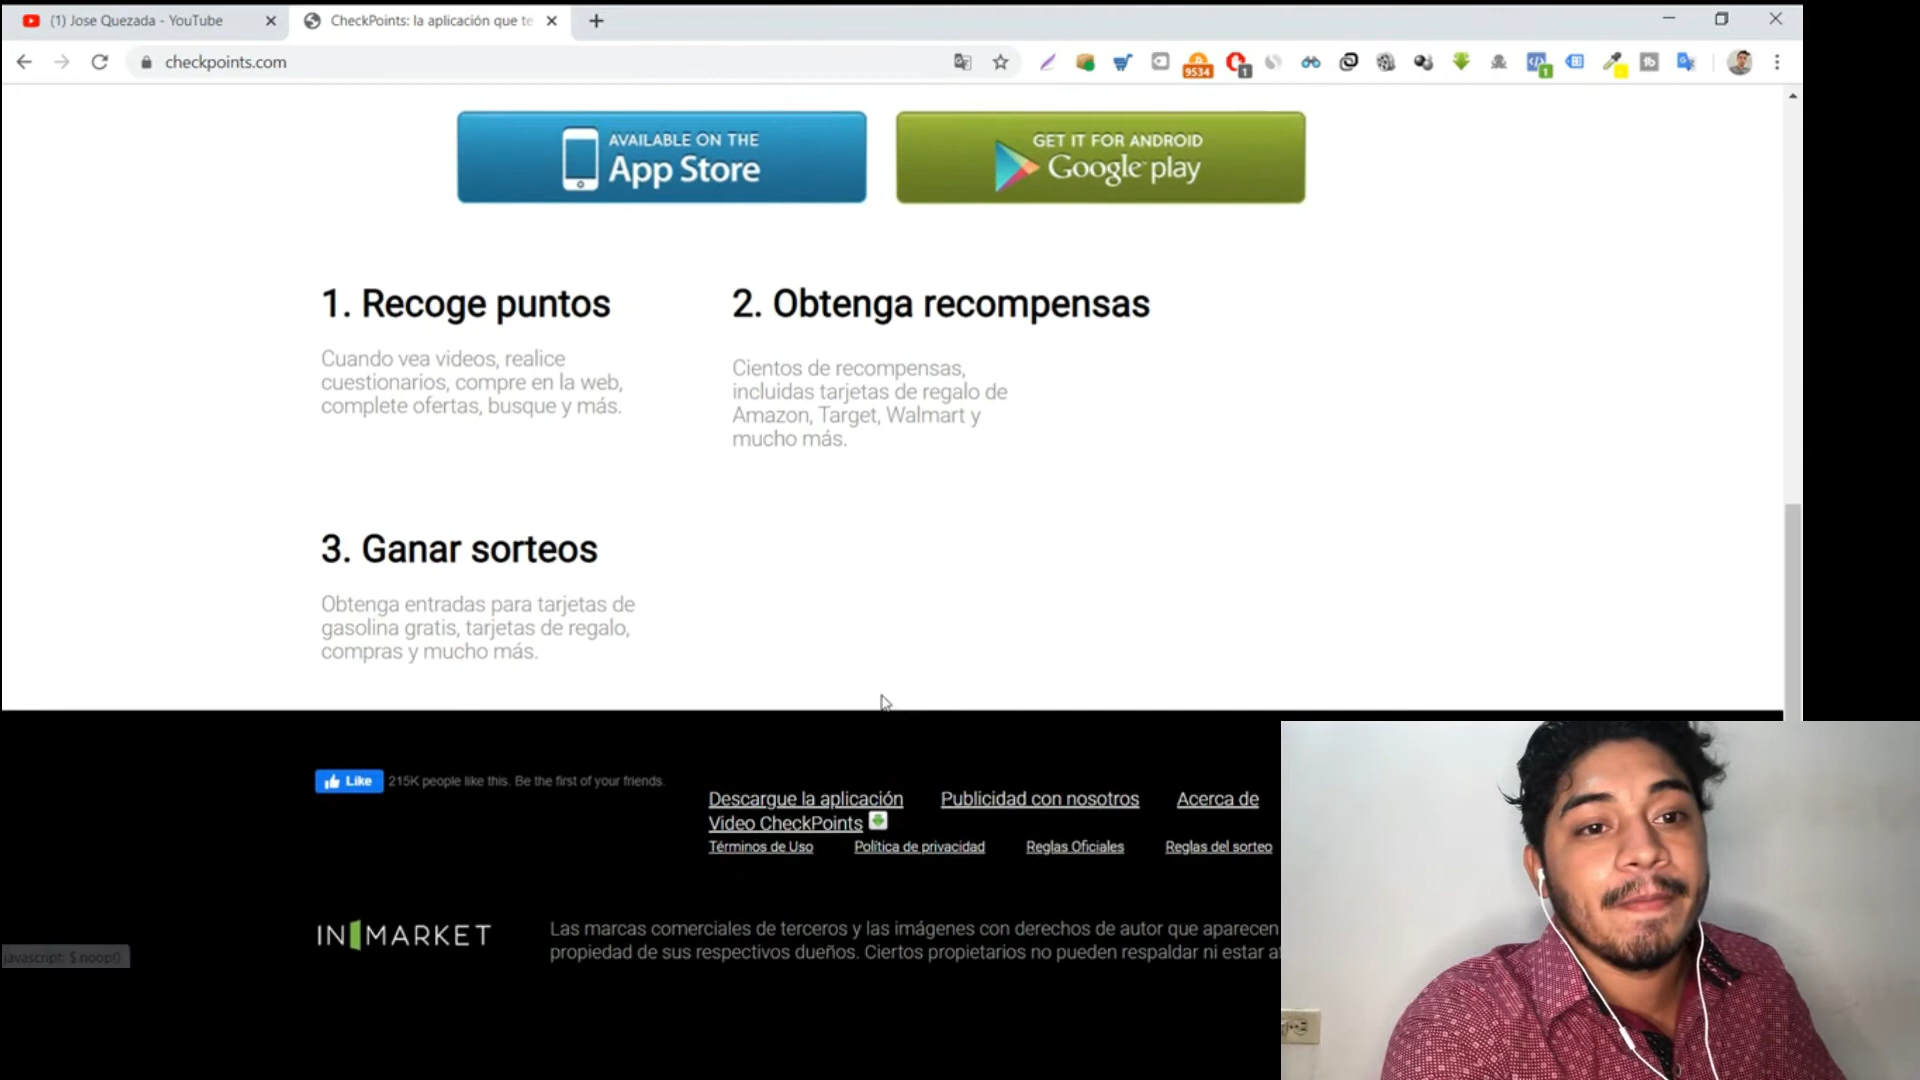 (1) Jose Quezada - YouTube
CheckPoints: la aplicación que te
checkpoints.com
9534
1
1
AVAILABLE ON THE
App Store
GET IT FOR ANDROID
Google play
1. Recoge puntos
Cuando vea videos, realice
cuestionarios, compre en la web,
complete ofertas, busque y más.
2. Obtenga recompensas
Cientos de recompensas,
incluidas tarjetas de regalo de
Amazon, Target, Walmart y
mucho más.
3. Ganar sorteos
Obtenga entradas para tarjetas de
gasolina gratis, tarjetas de regalo,
compras y mucho más.
Like 215K people like this. Be the first of your friends.
Descargue la aplicación Publicidad con nosotros Acerca de
Video CheckPoints
Términos de Uso Política de privacidad Reglas Oficiales Reglas del sorteo
INMARKET
Las marcas comerciales de terceros y las imágenes con derechos de autor que aparecen
propiedad de sus respectivos dueños. Ciertos propietarios no pueden respaldar ni estar
javascript: $.noop()